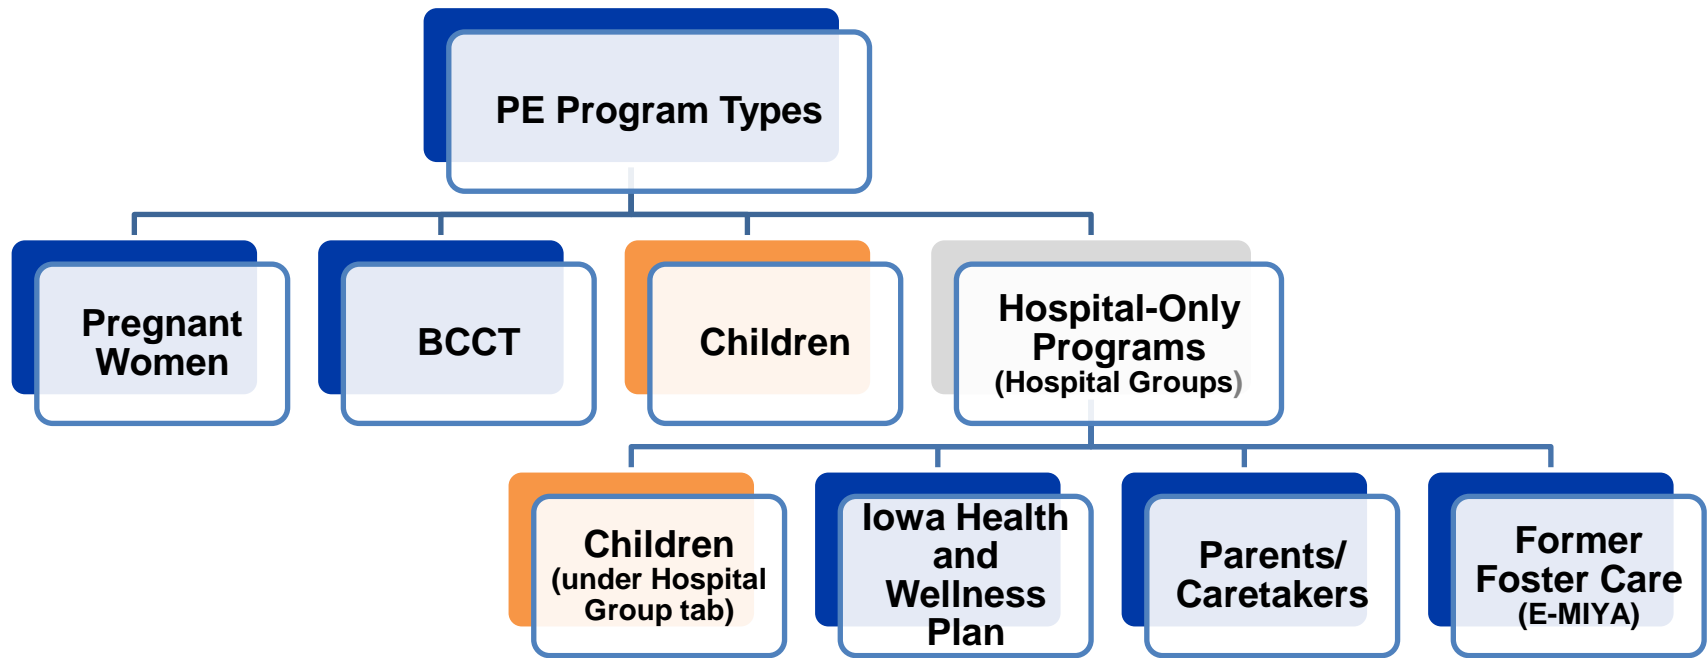 PE Program Types
Pregnant
Women
BCCT
Children
Hospital-Only
Programs
(Hospital Groups)
Children
(under Hospital
Group tab)
Iowa Health
and
Wellness
Plan
Parents/
Caretakers
Former
Foster Care
(E-MIYA)